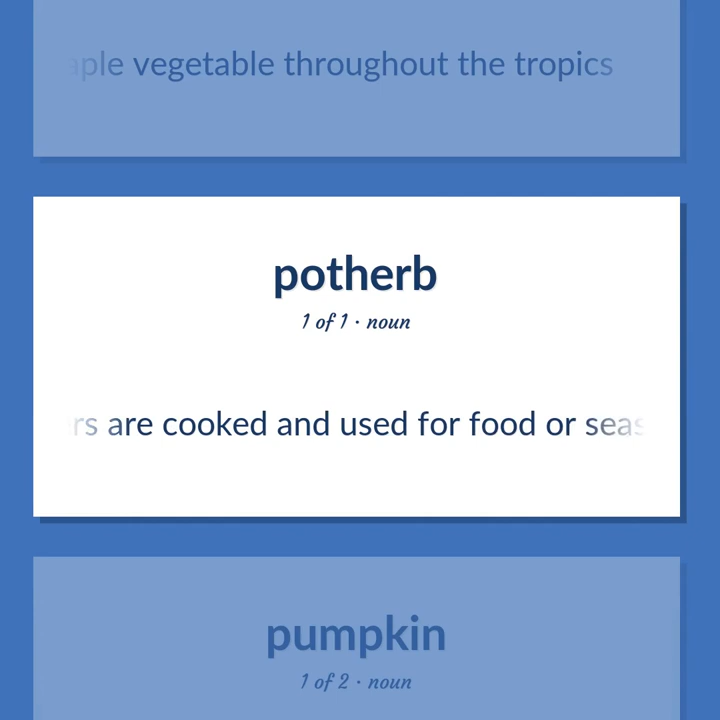 vegetable throughout the tropics
potherb
1 of 1 · noun
are cooked and used for food or
pumpkin
1 of 2 · noun